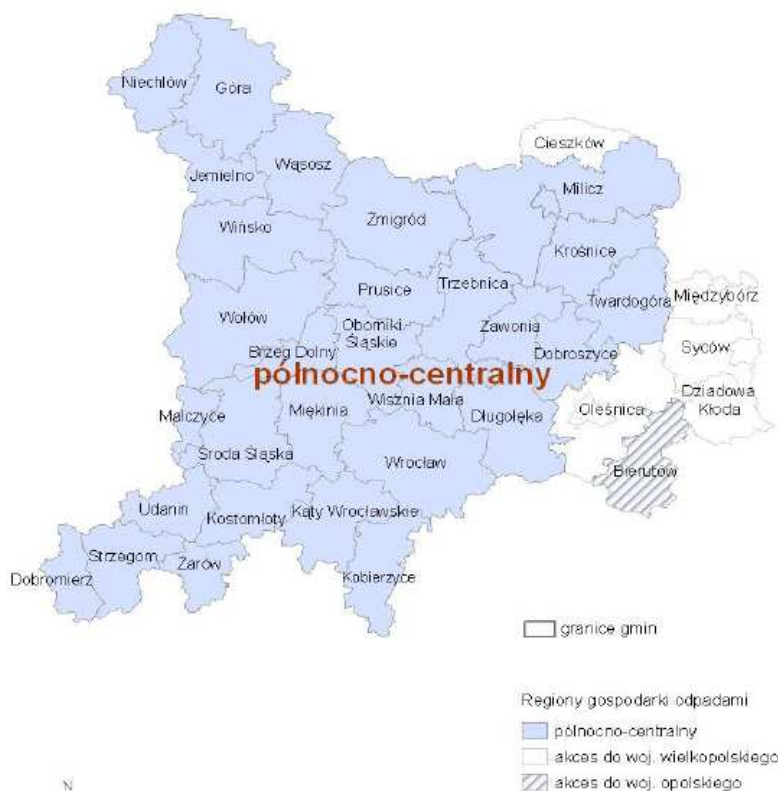 Niechlów
Góra
Cieszków
Wąsosz
Jemielno
Milicz
Żmigród
Wińsko
Krośnice
Trzebnica
Prusice
Międzybórz
Twardogóra
Wołów
Oborniki
Śląskie
Zawonia
Syców
Brzeg Dolny
Dobroszyce
północno-centralny
Dziadowa
Kłoda
Wisznia Mała
Malczyce
Miękinia
Długołęka
Oleśnica
Środa Śląska
Wrocław
Bierutów
Udanin
Kostomłoty
Kąty Wrocławskie
Strzegom
Żarów
Dobromierz
Kobierzyce
granice gmin
Regiony gospodarki odpadami
północno-centralny
akces do woj. wielkopolskiego
N
akces do woj. opolskiego